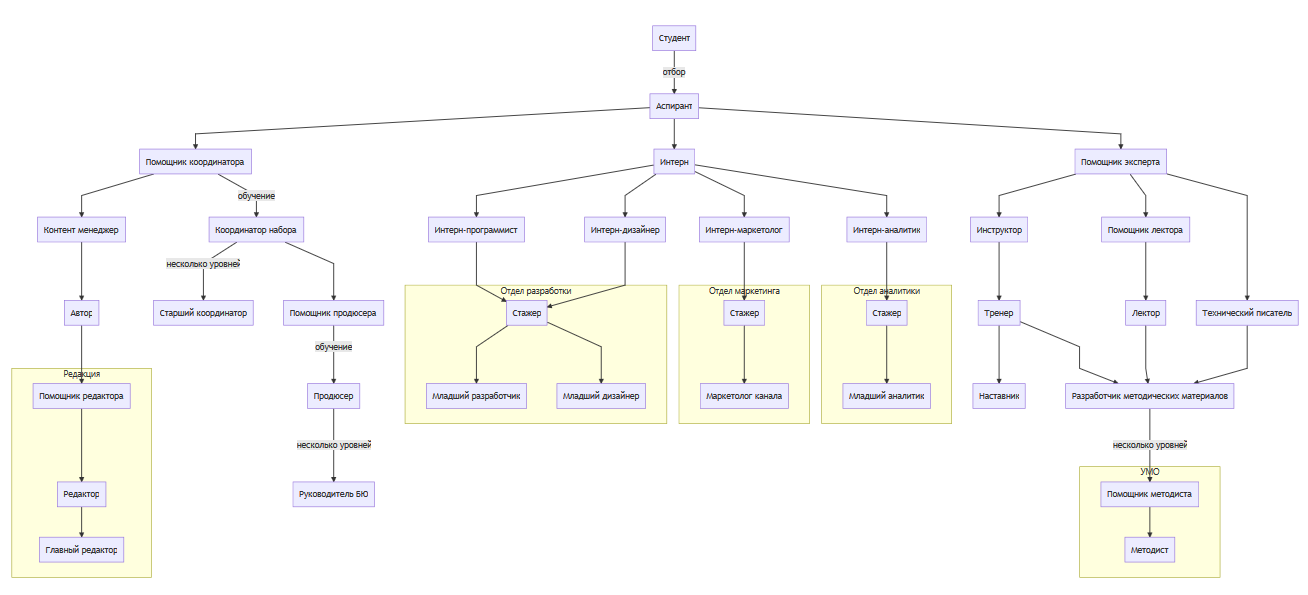 Студент
отбор
Аспирант
Помощник координатора
Интерн
Помощник эксперта
обучение
Контент менеджер
Координатор набора
Интерн-программист
Интерн-дизайнер
Интерн-маркетолог
Интерн-аналитик
Инструктор
Помощник лектора
несколько уровней
Отдел разработки
Отдел маркетинга
Отдел аналитики
Автор
Старший координатор
Помощник продюсера
Стажер
Стажер
Стажер
Тренер
Лектор
Технический писатель
обучение
Редакция
Помощник редактора
Продюсер
Младший разработчик
Младший дизайнер
Маркетолог канала
Младший аналитик
Наставник
Разработчик методических материалов
несколько уровней
несколько уровней
УМО
Редактор
Руководитель БЮ
Помощник методиста
Главный редактор
Методист